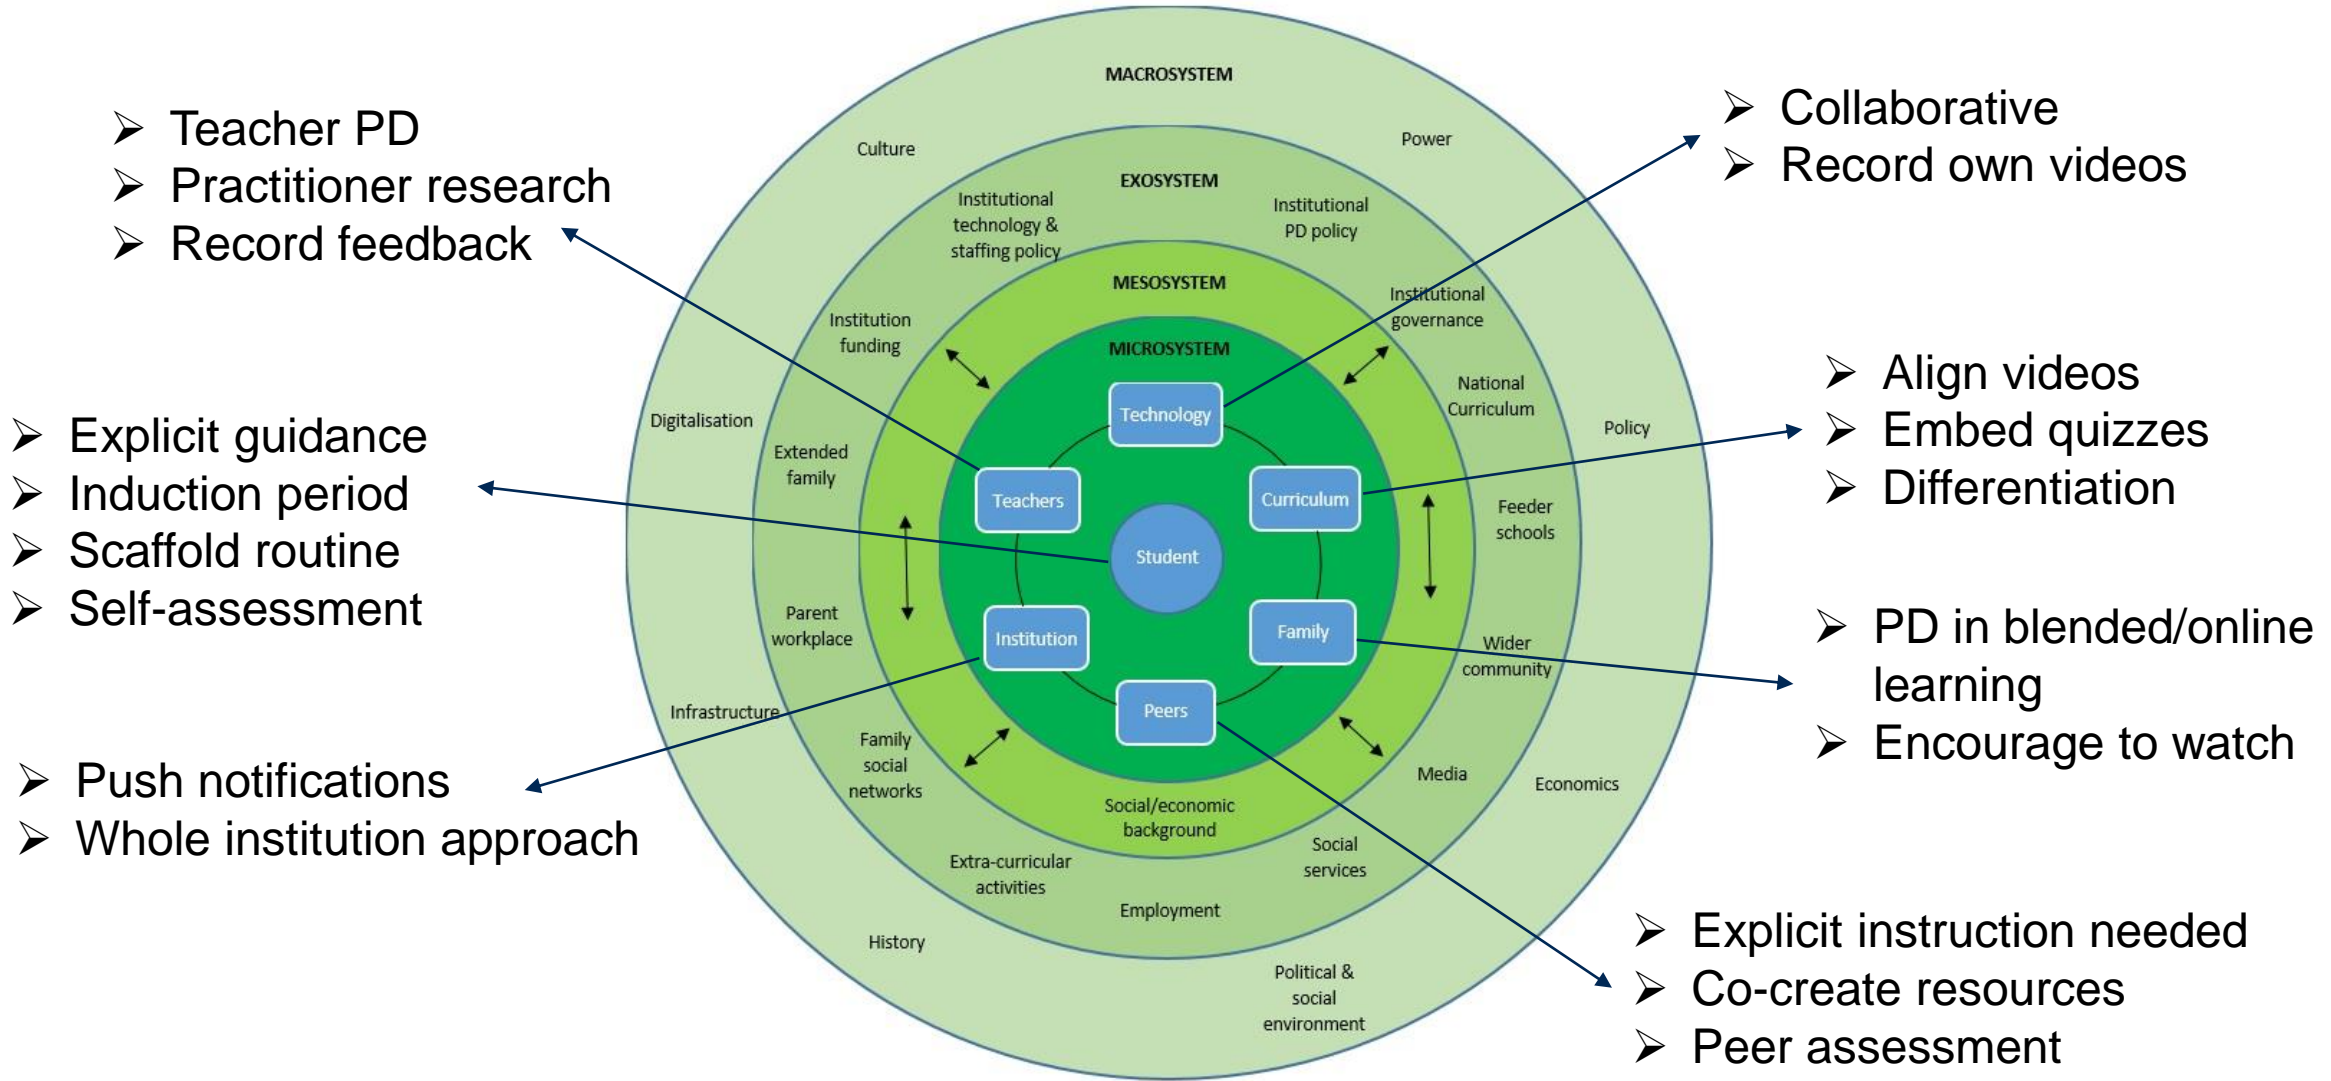 ➢ Teacher PD
➢ Practitioner research
➢ Record feedback
➢ Explicit guidance
➢ Induction period
➢ Scaffold routine
➢ Self-assessment
➢ Push notifications
➢ Whole institution approach
MACROSYSTEM
Culture
Power
Digitalisation
Policy
Infrastructure
Economics
History
Political &
social
environment
EXOSYSTEM
Institutional
technology &
staffing policy
Institutional
PD policy
Institution
funding
Institutional
governance
Extended
family
National
Curriculum
Feeder
schools
Parent
workplace
Wider
community
Family
social
networks
Media
Extra-curricular
activities
Social
services
Employment
MESOSYSTEM
Social/economic
background
MICROSYSTEM
Technology
Teachers
Curriculum
Student
Institution
Family
Peers
➢ Collaborative
➢ Record own videos
➢ Align videos
➢ Embed quizzes
➢ Differentiation
➢ PD in blended/online
learning
➢ Encourage to watch
➢ Explicit instruction needed
➢ Co-create resources
➢ Peer assessment